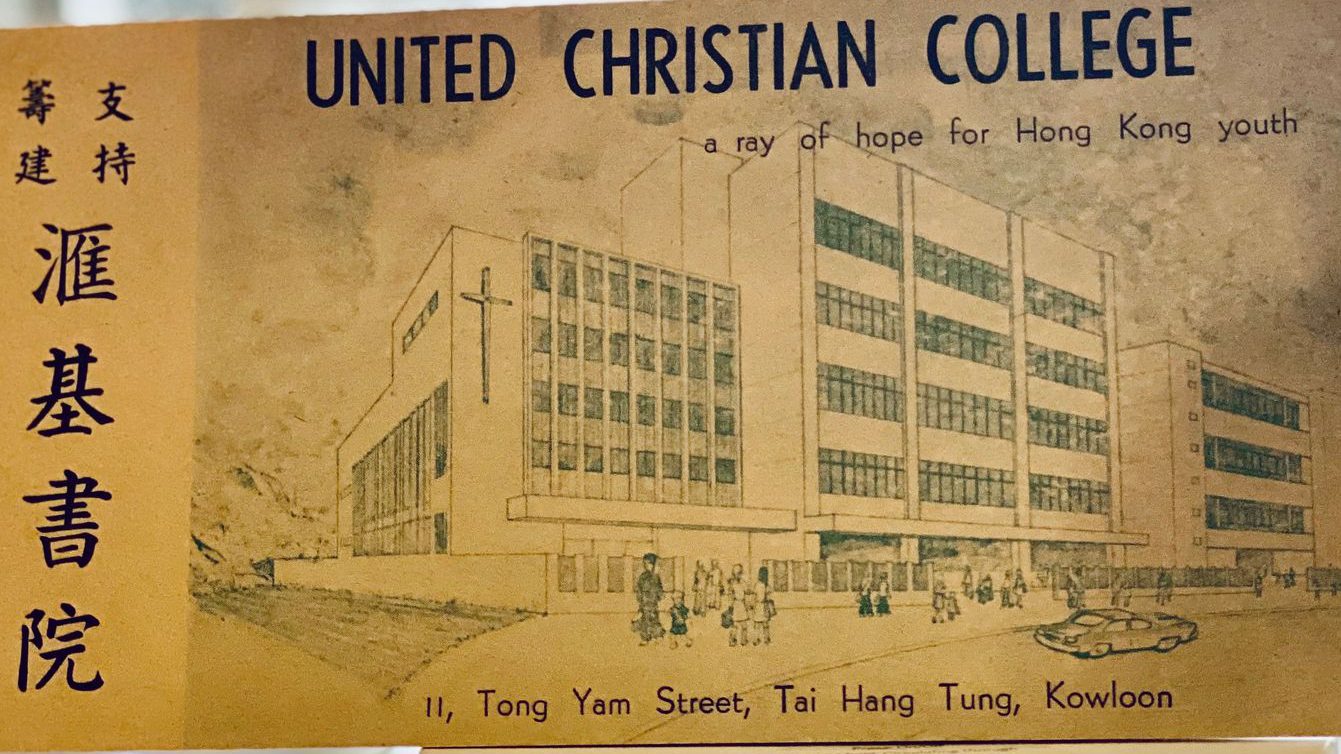 支持
籌建
滙基書院
UNITED CHRISTIAN COLLEGE
a ray of hope for Hong Kong youth
11, Tong Yam Street, Tai Hang Tung, Kowloon